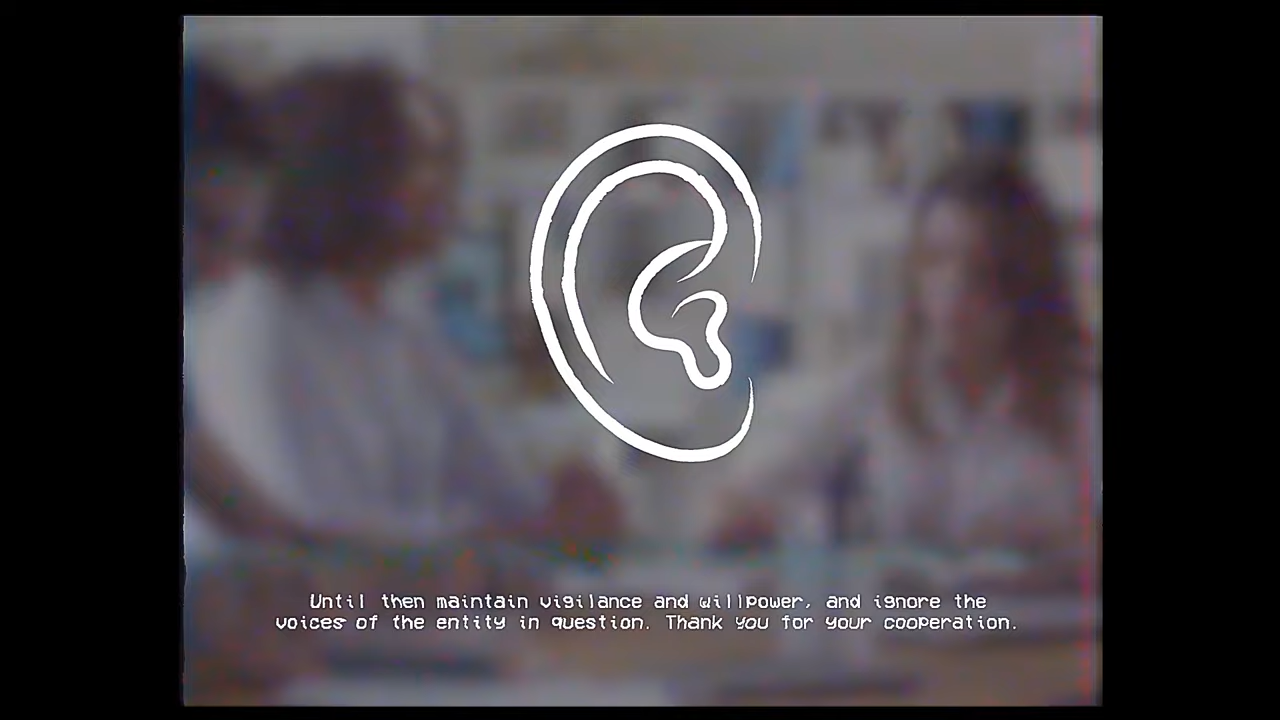 Until then maintain vigilance and willpower, and ignore the
voices of the entity in question. Thank you for your cooperation.